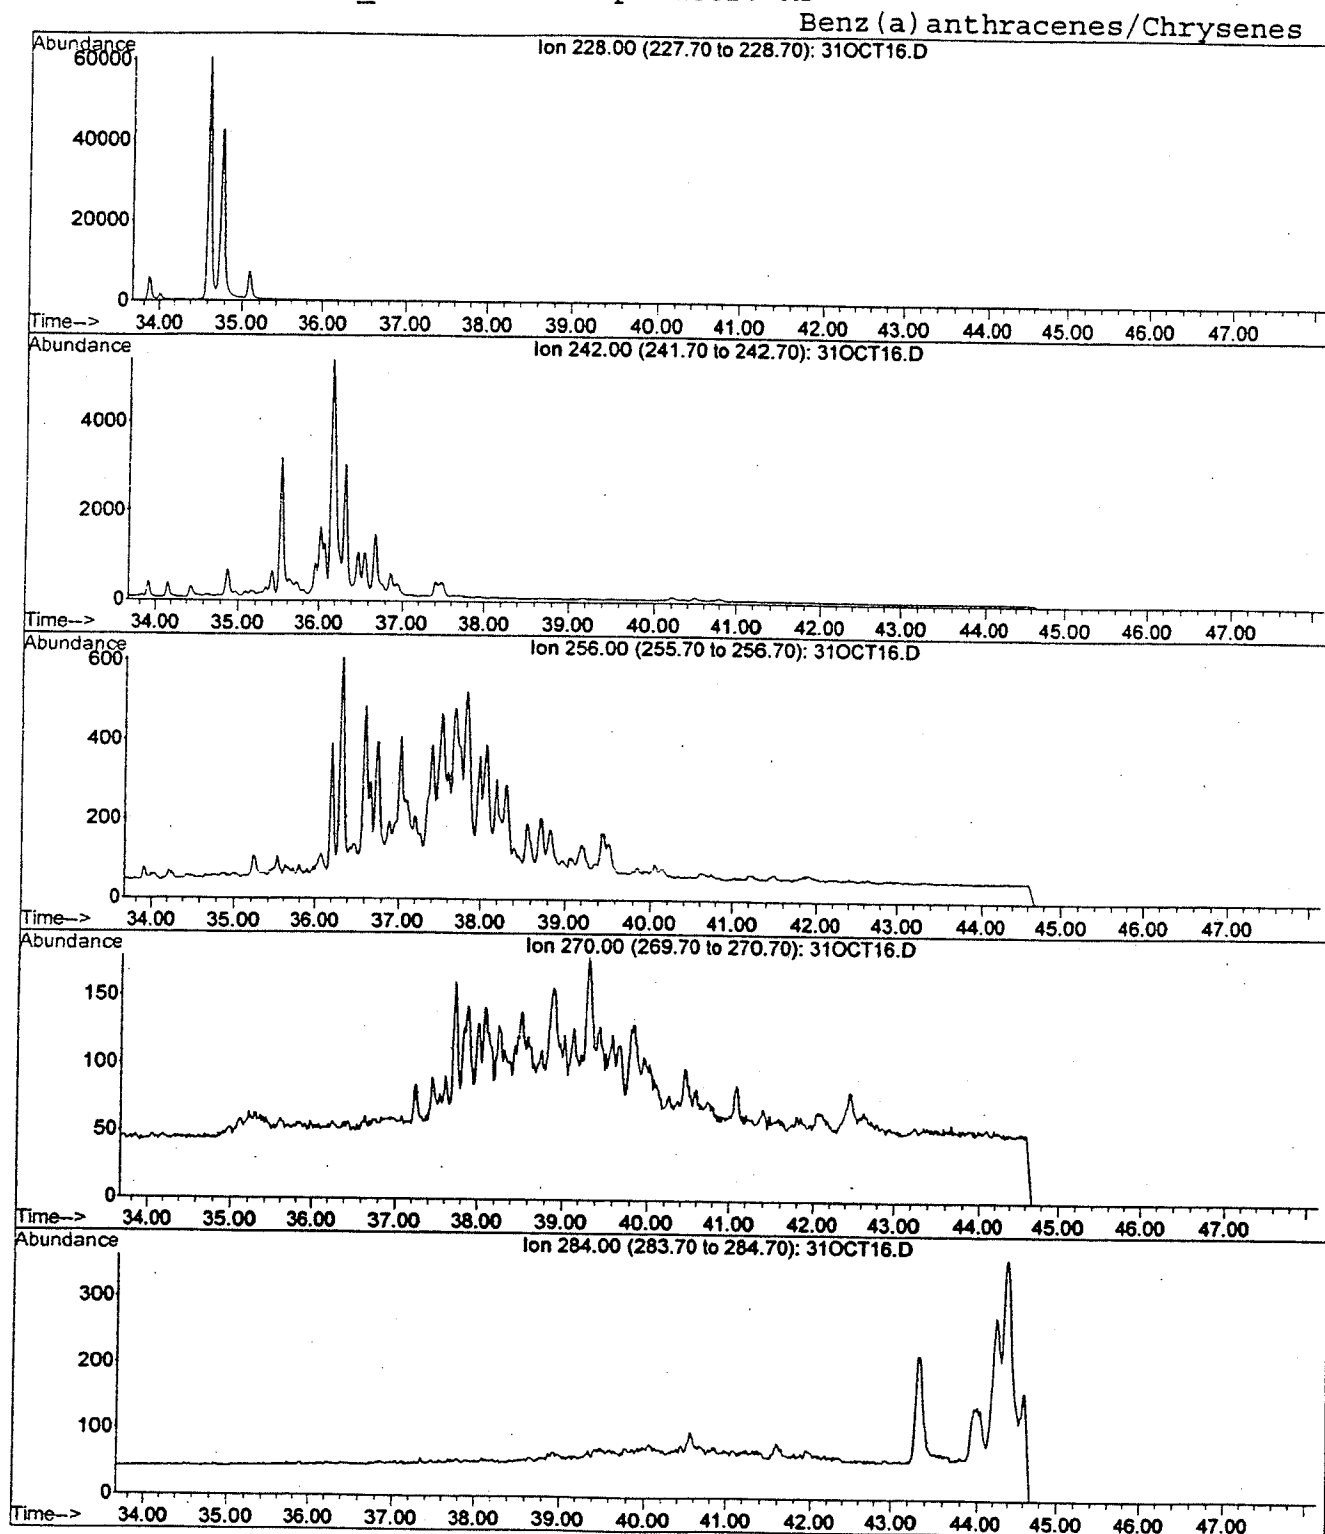 Benz(a)anthracenes/Chrysenes
Abundance
Ion 228.00 (227.70 to 228.70): 31OCT16.D
60000
40000
20000
0
Time-->
34.00 35.00 36.00 37.00 38.00 39.00 40.00 41.00 42.00 43.00 44.00 45.00 46.00 47.00
Abundance
Ion 242.00 (241.70 to 242.70): 31OCT16.D
4000
2000
0
Time-->
34.00 35.00 36.00 37.00 38.00 39.00 40.00 41.00 42.00 43.00 44.00 45.00 46.00 47.00
Abundance
Ion 256.00 (255.70 to 256.70): 31OCT16.D
600
400
200
0
Time-->
34.00 35.00 36.00 37.00 38.00 39.00 40.00 41.00 42.00 43.00 44.00 45.00 46.00 47.00
Abundance
Ion 270.00 (269.70 to 270.70): 31OCT16.D
150
100
50
0
Time-->
34.00 35.00 36.00 37.00 38.00 39.00 40.00 41.00 42.00 43.00 44.00 45.00 46.00 47.00
Abundance
Ion 284.00 (283.70 to 284.70): 31OCT16.D
300
200
100
0
Time-->
34.00 35.00 36.00 37.00 38.00 39.00 40.00 41.00 42.00 43.00 44.00 45.00 46.00 47.00